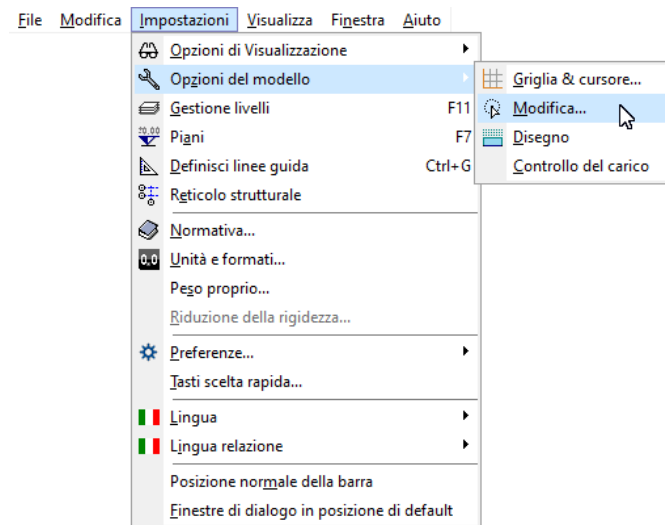 File Modifica Impostazioni Visualizza Finestra Aiuto
Opzioni di Visualizzazione
Opzioni del modello
Griglia & cursore...
Gestione livelli F11
Modifica...
Piani F7
Disegno
Definisci linee guida Ctrl+G
Controllo del carico
Reticolo strutturale
Normativa...
0.0 Unità e formati...
Peso proprio...
Riduzione della rigidezza...
Preferenze...
Tasti scelta rapida...
Lingua
Lingua relazione
Posizione normale della barra
Finestre di dialogo in posizione di default